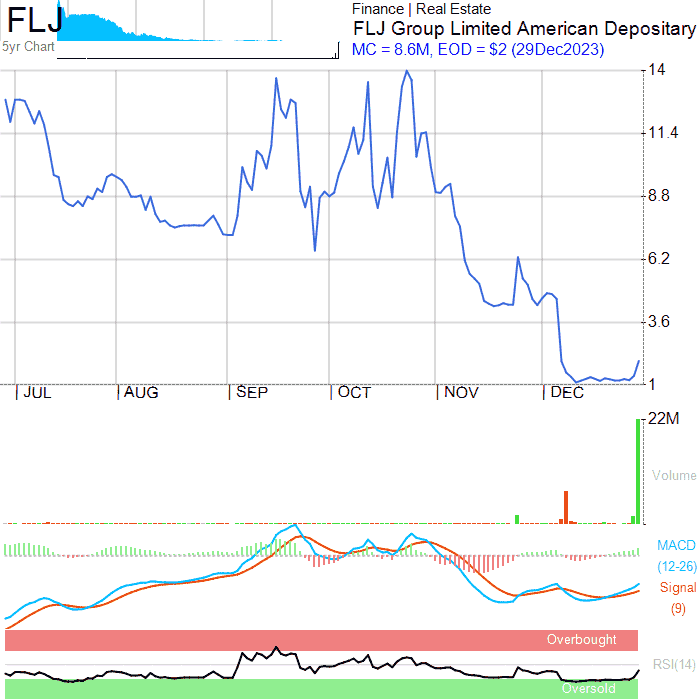 FLJ
5yr Chart
Finance | Real Estate
FLJ Group Limited American Depositary
MC = 8.6M, EOD = $2 (29Dec2023)
14
11.4
8.8
6.2
3.6
1
JUL AUG SEP OCT NOV DEC
22M
Volume
MACD
(12-26)
Signal
(9)
Overbought
RSI(14)
Oversold